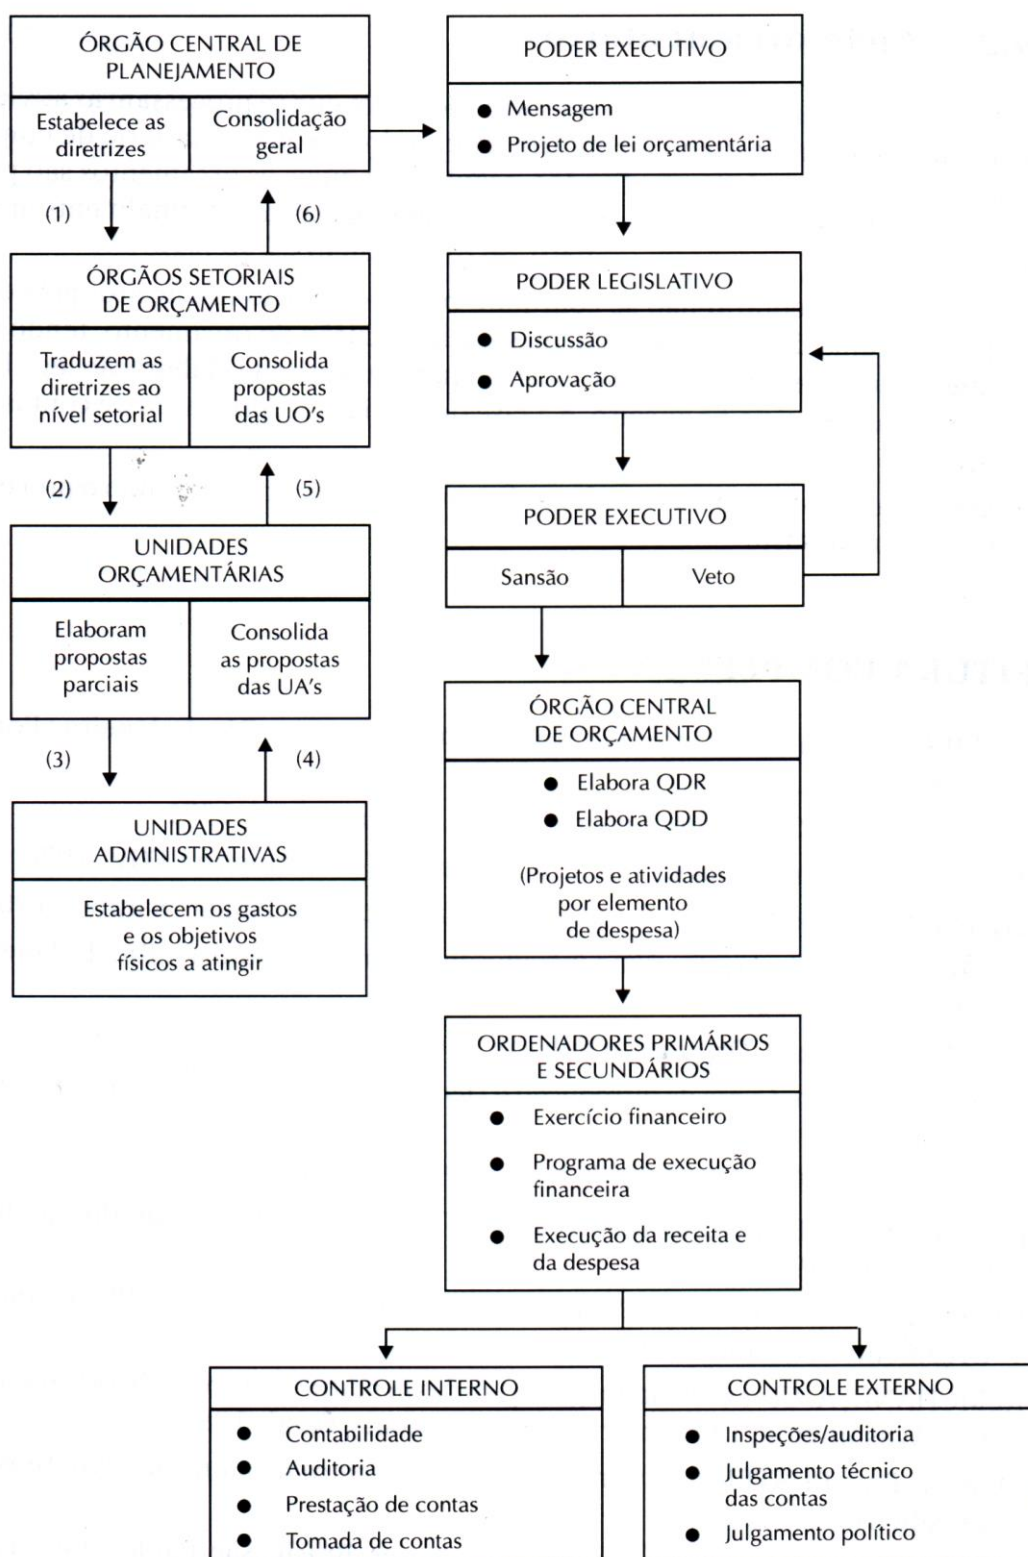 ÓRGÃO CENTRAL DE
PLANEJAMENTO
Estabelece as
diretrizes
Consolidação
geral
(1)
(6)
ÓRGÃOS SETORIAIS
DE ORÇAMENTO
Traduzem as
diretrizes ao
nível setorial
Consolida
propostas
das UO's
(2)
(5)
UNIDADES
ORÇAMENTÁRIAS
Elaboram
propostas
parciais
Consolida
as propostas
das UA's
(3)
(4)
UNIDADES
ADMINISTRATIVAS
Estabelecem os gastos
e os objetivos
físicos a atingir
PODER EXECUTIVO
● Mensagem
● Projeto de lei orçamentária
PODER LEGISLATIVO
● Discussão
● Aprovação
PODER EXECUTIVO
Sansão
Veto
ÓRGÃO CENTRAL
DE ORÇAMENTO
● Elabora QDR
● Elabora QDD
(Projetos e atividades
por elemento
de despesa)
ORDENADORES PRIMÁRIOS
E SECUNDÁRIOS
● Exercício financeiro
● Programa de execução
financeira
● Execução da receita e
da despesa
CONTROLE INTERNO
● Contabilidade
● Auditoria
● Prestação de contas
● Tomada de contas
CONTROLE EXTERNO
● Inspeções/auditoria
● Julgamento técnico
das contas
● Julgamento político